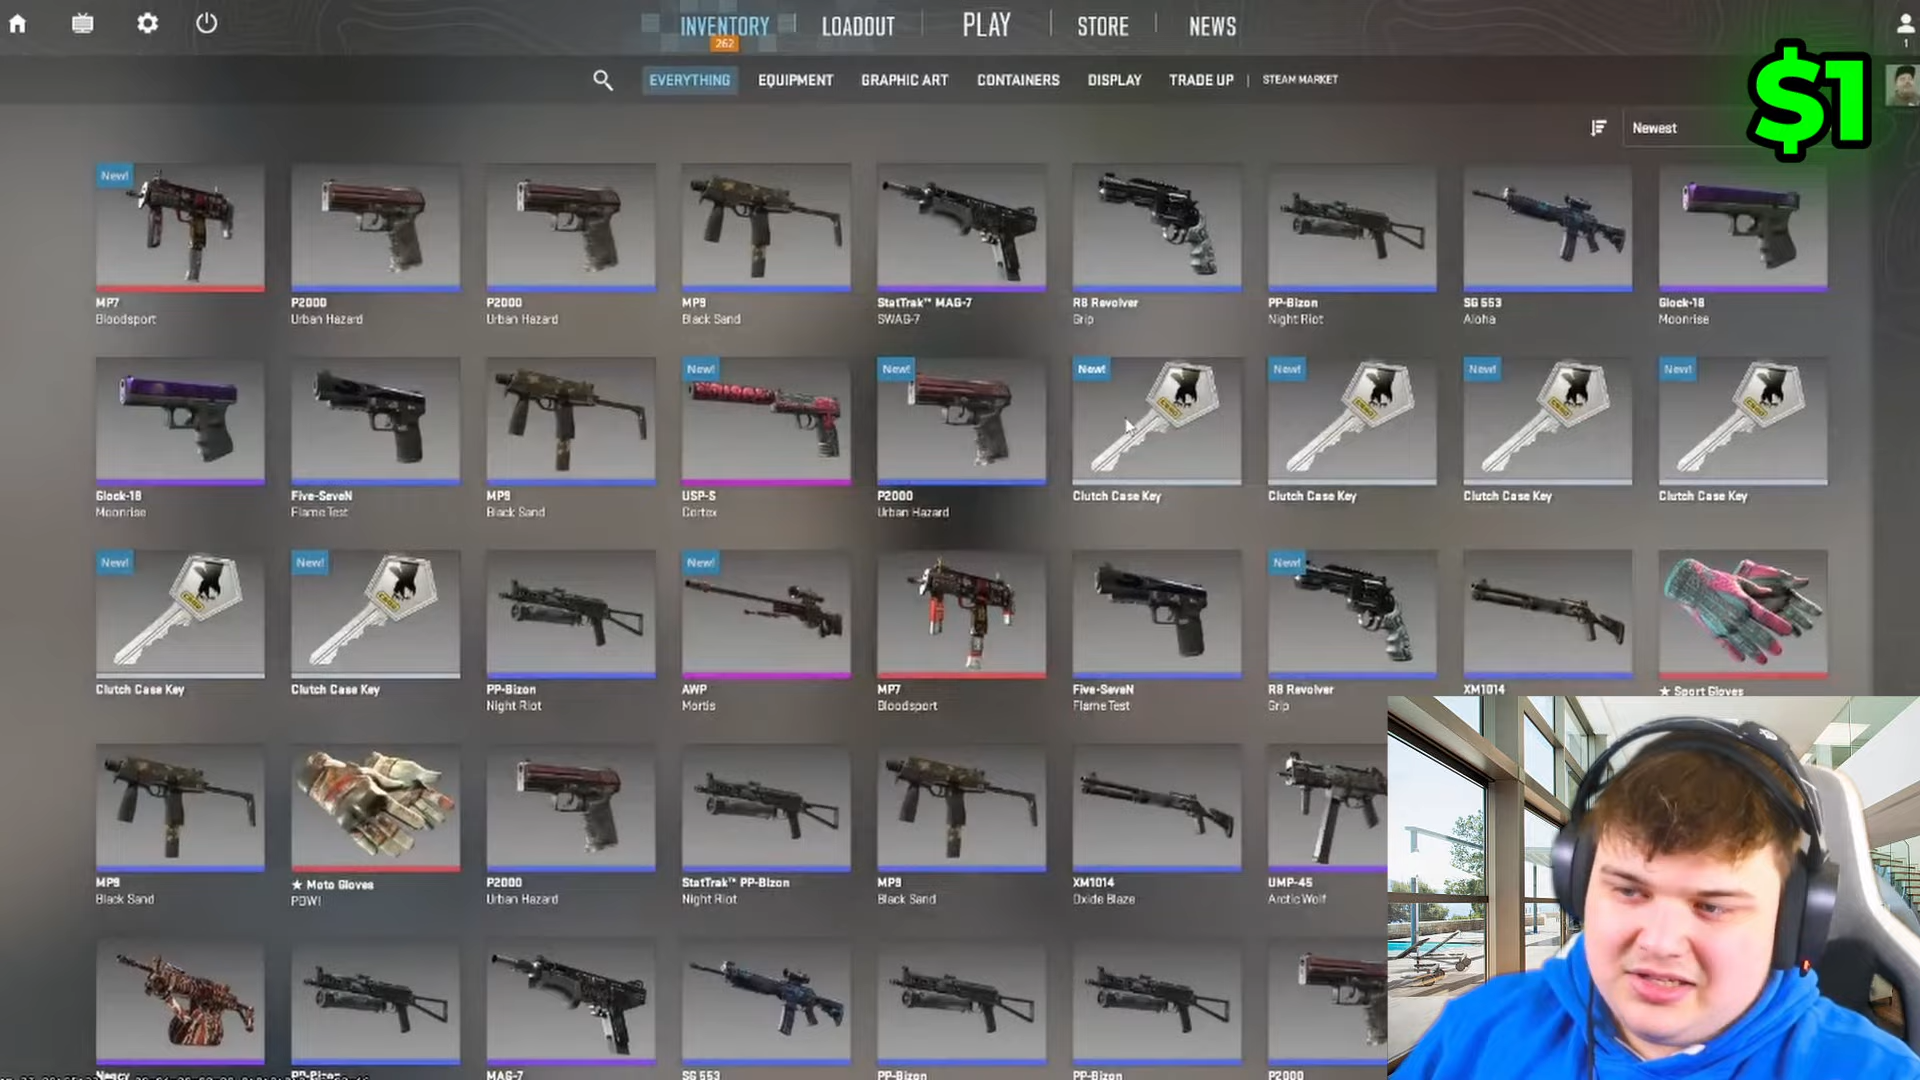 INVENTORY
262
LOADOUT
PLAY
STORE
NEWS
1
EVERYTHING
EQUIPMENT
GRAPHIC ART
CONTAINERS
DISPLAY
TRADE UP
STEAM MARKET
$1
Newest
New!
MP7
Bloodsport
P2000
Urban Hazard
P2000
Urban Hazard
MP9
Black Sand
StatTrak™ MAG-7
SWAG-7
R8 Revolver
Grip
PP-Bizon
Night Riot
SG 553
Aloha
Glock-18
Moonrise
New!
New!
New!
New!
New!
New!
Glock-18
Moonrise
Five-SeveN
Flame Test
MP9
Black Sand
USP-S
Cortex
P2000
Urban Hazard
Clutch Case Key
Clutch Case Key
Clutch Case Key
Clutch Case Key
New!
New!
New!
New!
Clutch Case Key
Clutch Case Key
PP-Bizon
Night Riot
AWP
Mortis
MP7
Bloodsport
Five-SeveN
Flame Test
R8 Revolver
Grip
XM1014
★ Sport Gloves
MP9
Black Sand
★ Moto Gloves
POW!
P2000
Urban Hazard
StatTrak™ PP-Bizon
Night Riot
MP9
Black Sand
XM1014
Oxide Blaze
UMP-45
Arctic Wolf
Negev
PP-Bizon
MAG-7
SG 553
PP-Bizon
PP-Bizon
P2000